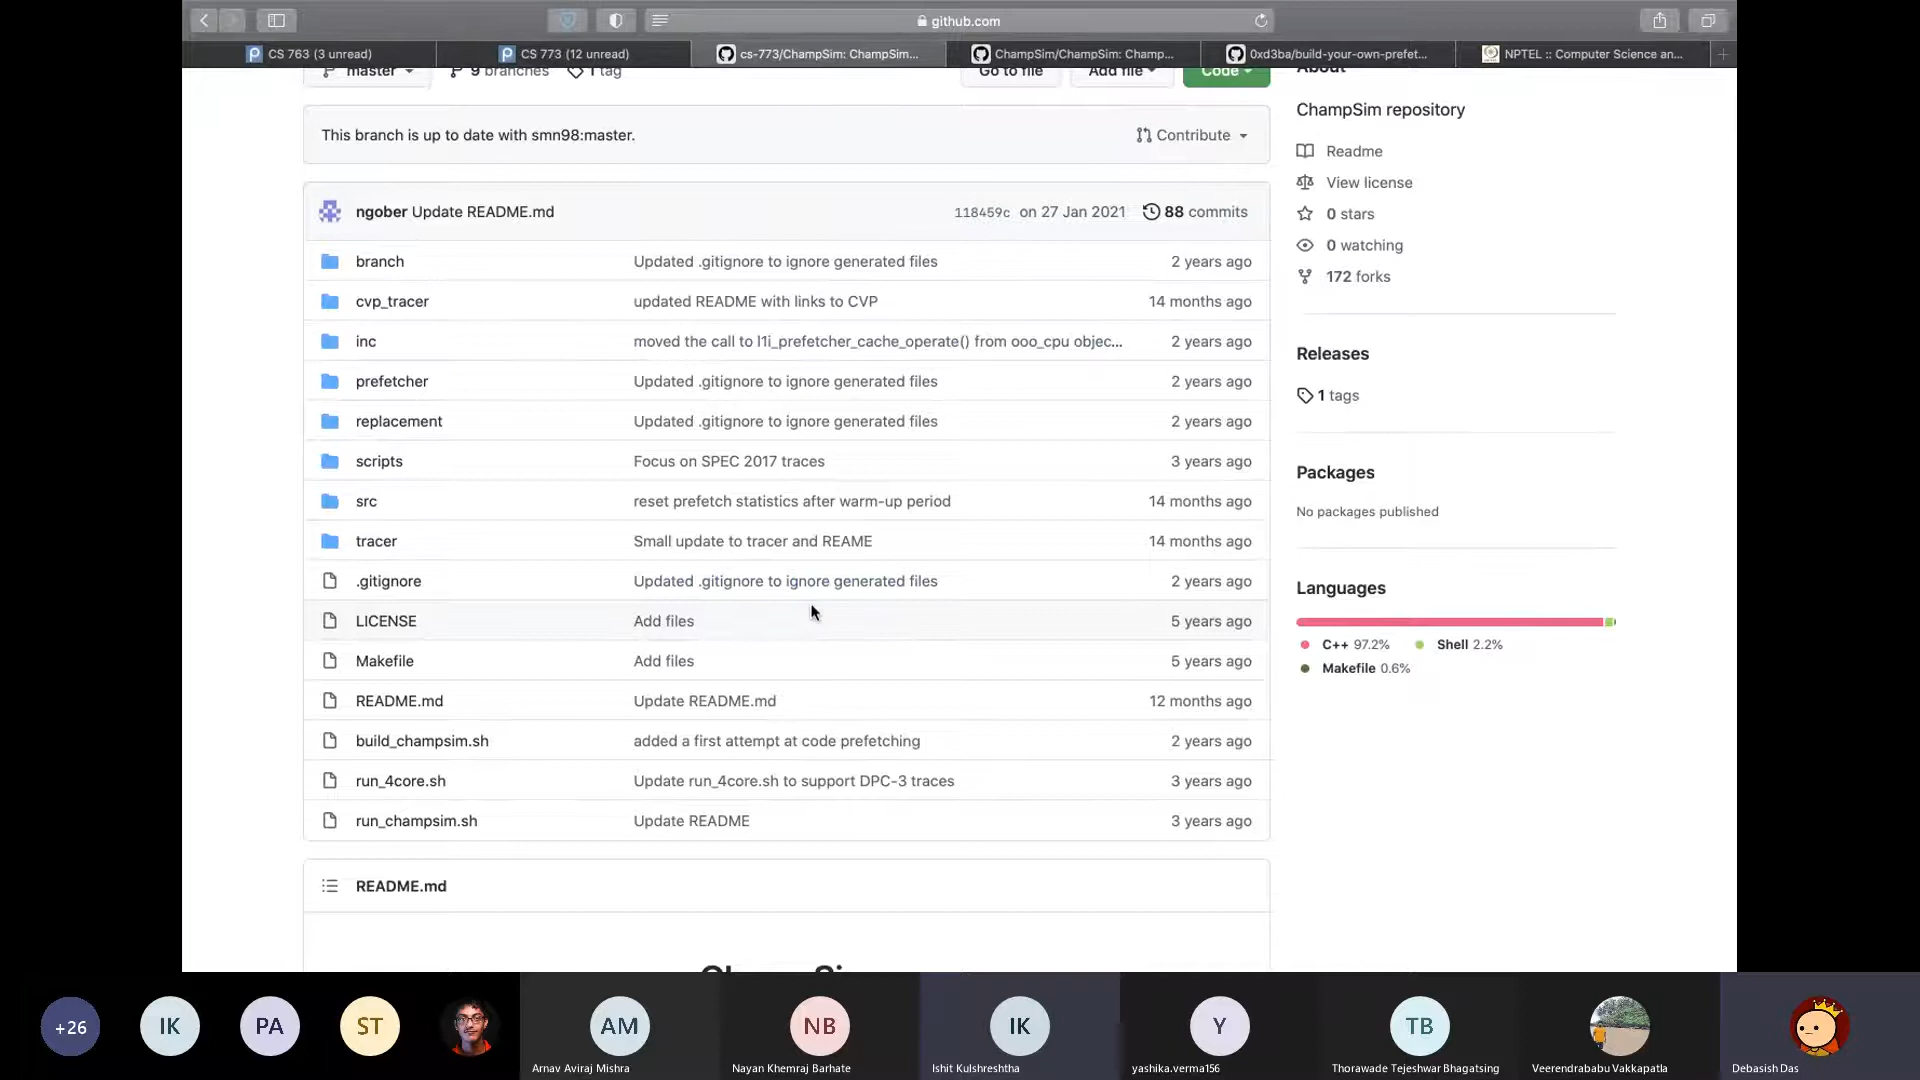 github.com
CS 763 (3 unread)
CS 773 (12 unread)
cs-773/ChampSim: ChampSim...
ChampSim/ChampSim: Champ...
0xd3ba/build-your-own-prefet...
NPTEL :: Computer Science an...
master
9 branches
1 tag
Go to file
Add file
Code
About
This branch is up to date with smn98:master.
Contribute
ngober Update README.md
118459c on 27 Jan 2021 88 commits
branch Updated .gitignore to ignore generated files 2 years ago
cvp_tracer updated README with links to CVP 14 months ago
inc moved the call to l1i_prefetcher_cache_operate() from ooo_cpu objec... 2 years ago
prefetcher Updated .gitignore to ignore generated files 2 years ago
replacement Updated .gitignore to ignore generated files 2 years ago
scripts Focus on SPEC 2017 traces 3 years ago
src reset prefetch statistics after warm-up period 14 months ago
tracer Small update to tracer and REAME 14 months ago
.gitignore Updated .gitignore to ignore generated files 2 years ago
LICENSE Add files 5 years ago
Makefile Add files 5 years ago
README.md Update README.md 12 months ago
build_champsim.sh added a first attempt at code prefetching 2 years ago
run_4core.sh Update run_4core.sh to support DPC-3 traces 3 years ago
run_champsim.sh Update README 3 years ago
README.md
ChampSim repository
Readme
View license
0 stars
0 watching
172 forks
Releases
1 tags
Packages
No packages published
Languages
C++ 97.2% Shell 2.2%
Makefile 0.6%
+26
IK
PA
ST
AM
Arnav Aviraj Mishra
NB
Nayan Khemraj Barhate
IK
Ishit Kulshreshtha
Y
yashika.verma156
TB
Thorawade Tejeshwar Bhagatsing
Veerendrababu Vakkapatla
Debasish Das